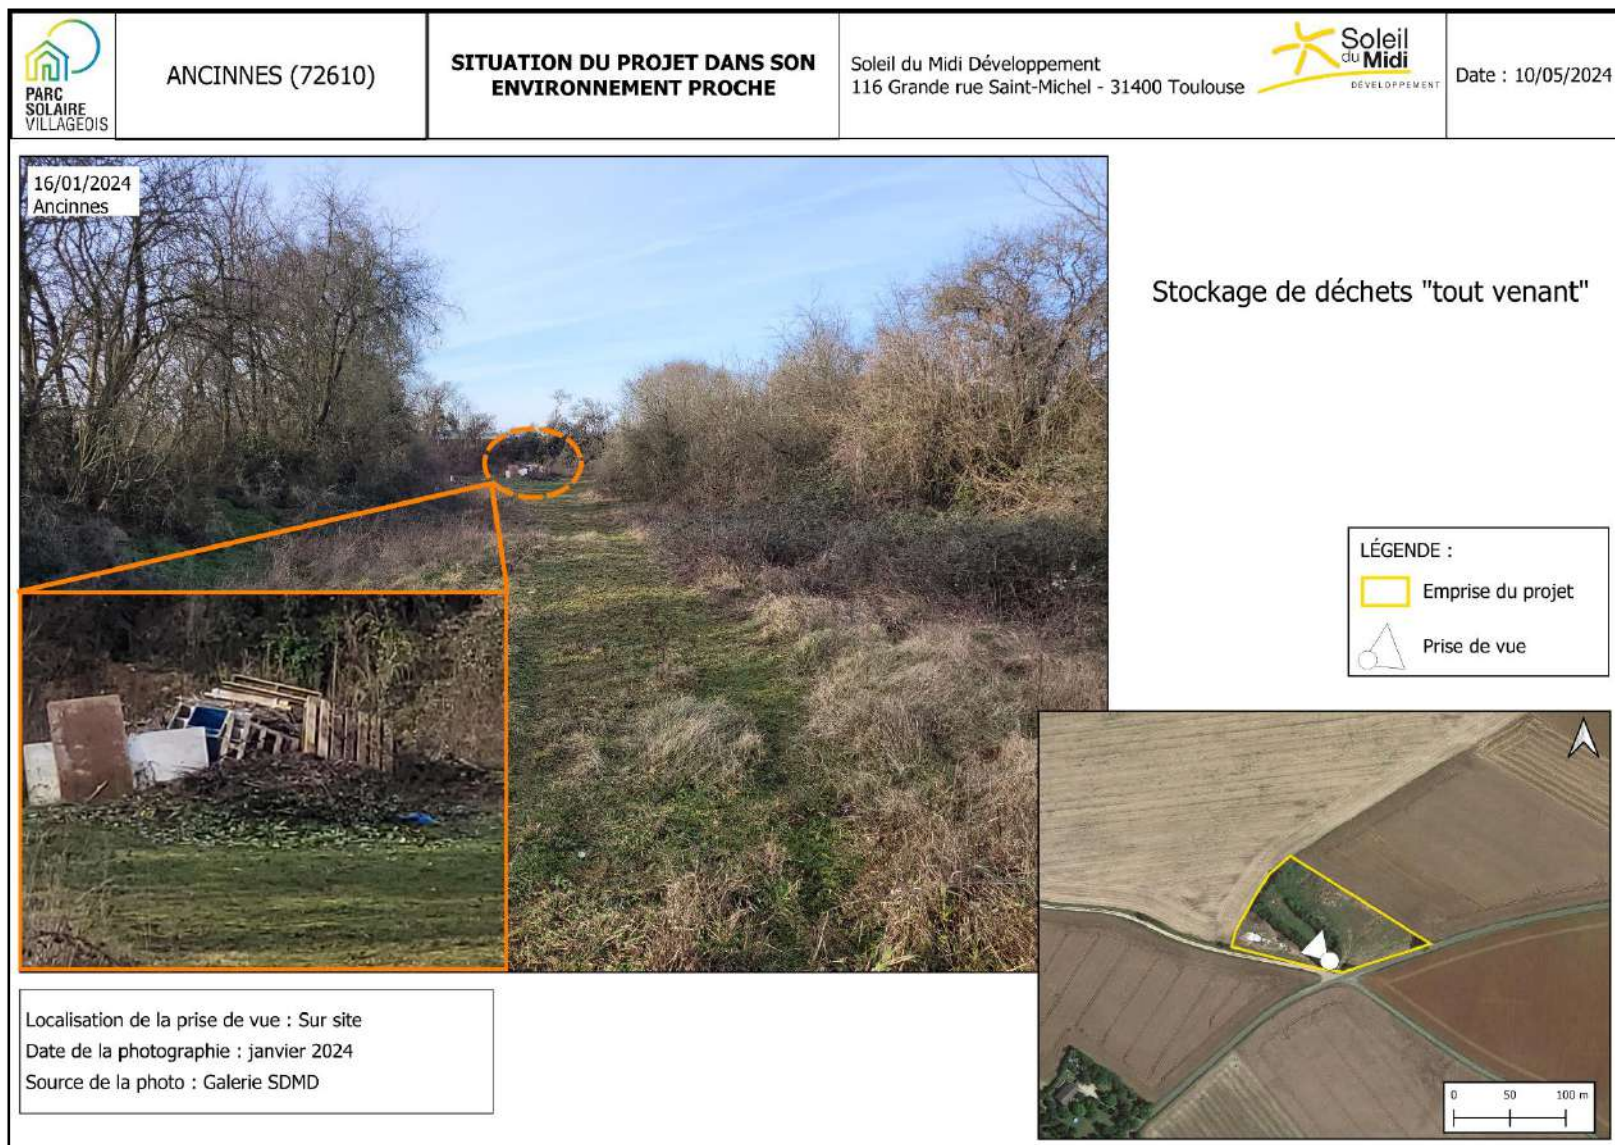 PARC
SOLAIRE
VILLAGEOIS
ANCINNES (72610)
SITUATION DU PROJET DANS SON
ENVIRONNEMENT PROCHE
Soleil du Midi Développement
116 Grande rue Saint-Michel - 31400 Toulouse
Soleil
du Midi
DÉVELOPPEMENT
Date : 10/05/2024
16/01/2024
Ancinnes
Stockage de déchets "tout venant"
LÉGENDE :
Emprise du projet
Prise de vue
Localisation de la prise de vue : Sur site
Date de la photographie : janvier 2024
Source de la photo : Galerie SDMD
0 50 100 m